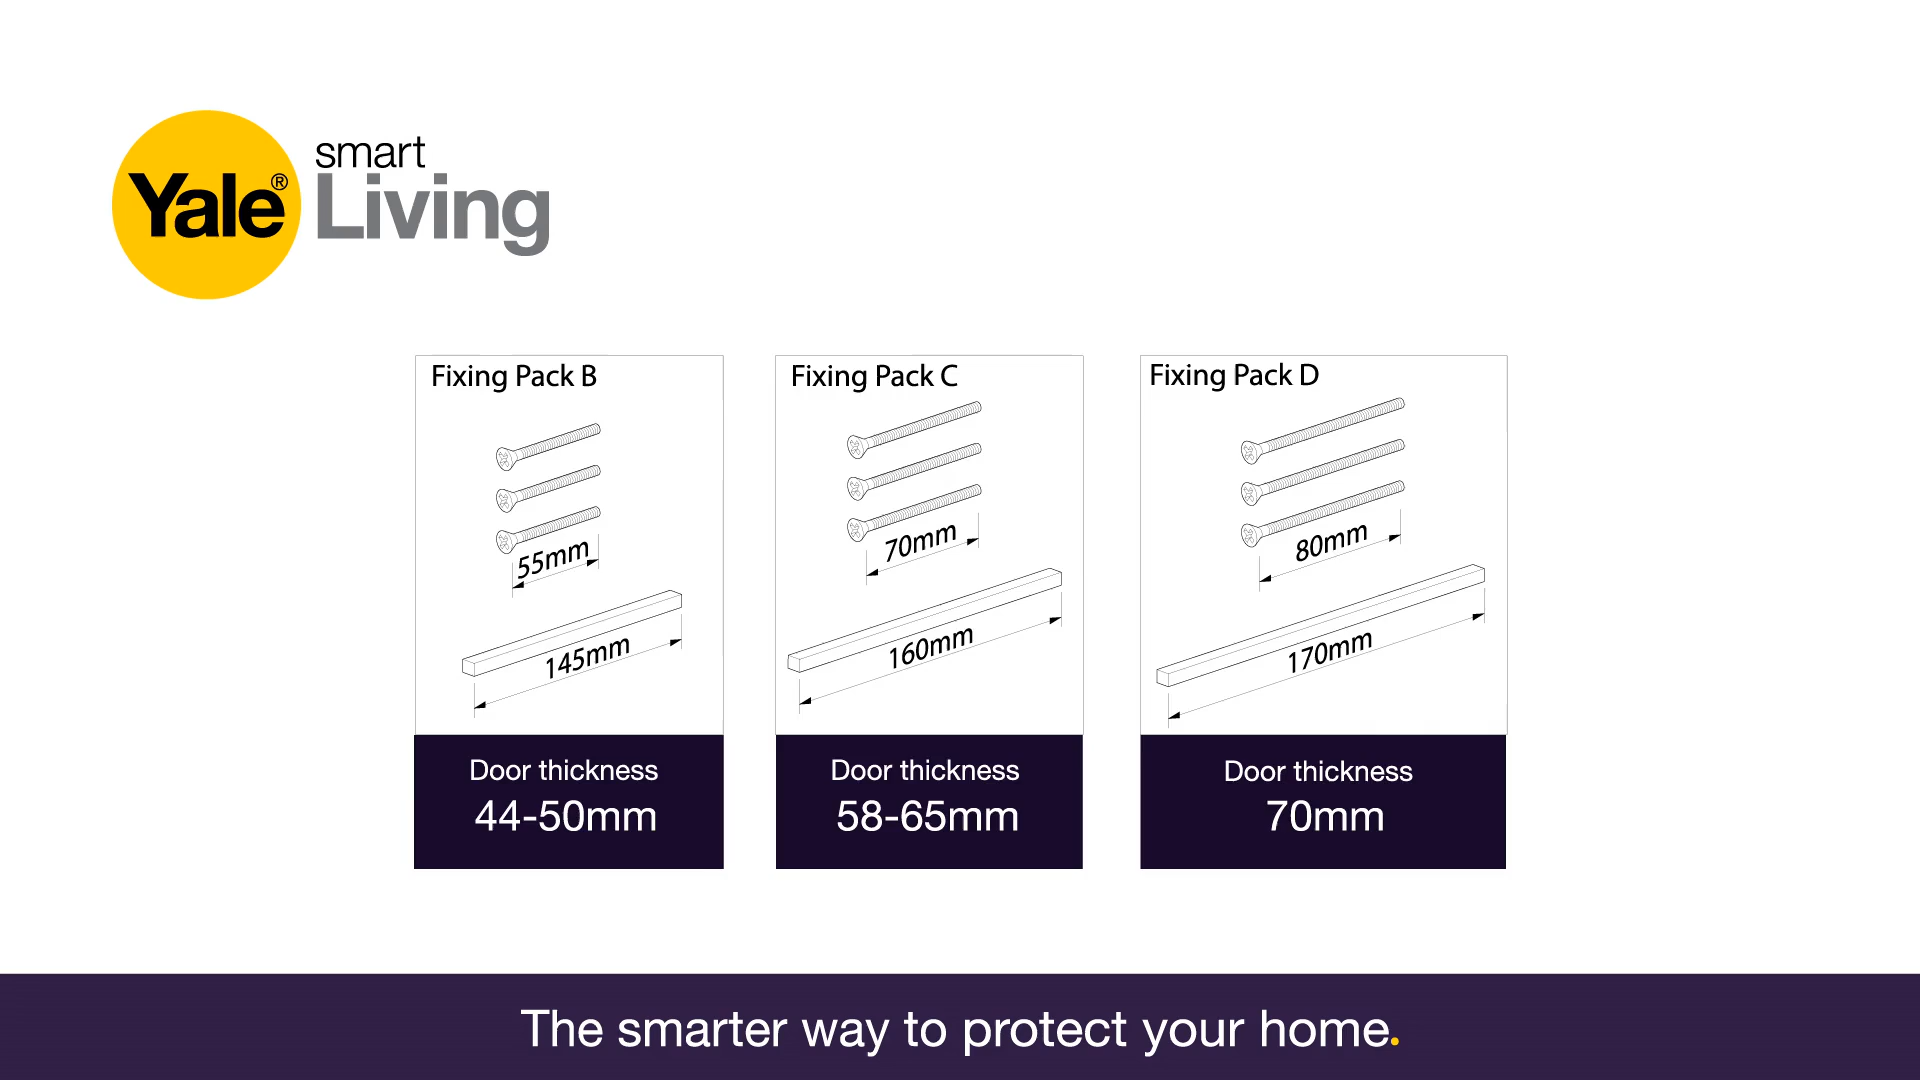 Yale®
smart
Living
Fixing Pack B
55mm
145mm
Door thickness
44-50mm
Fixing Pack C
70mm
160mm
Door thickness
58-65mm
Fixing Pack D
80mm
170mm
Door thickness
70mm
The smarter way to protect your home.